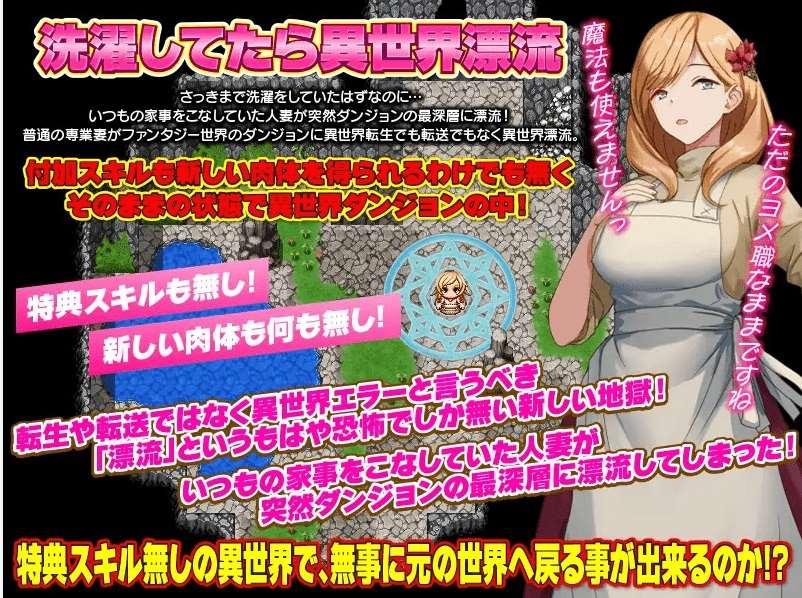 洗濯してたら異世界漂流
さっきまで洗濯をしていたはずなのに…
いつもの家事をこなしていた人妻が突然ダンジョンの最深層に漂流！
普通の専業妻がファンタジー世界のダンジョンに異世界転生でも転送でもなく異世界漂流。
付加スキルも新しい肉体を得られるわけでも無く
そのままの状態で異世界ダンジョンの中！
魔法も使えませんっ
ただのヨメ職なままですね
特典スキルも無し！
新しい肉体も何も無し！
転生や転送ではなく異世界エラーと言うべき
「漂流」というもはや恐怖でしか無い新しい地獄！
いつもの家事をこなしていた人妻が
突然ダンジョンの最深層に漂流してしまった！
特典スキル無しの異世界で、無事に元の世界へ戻る事が出来るのか!?